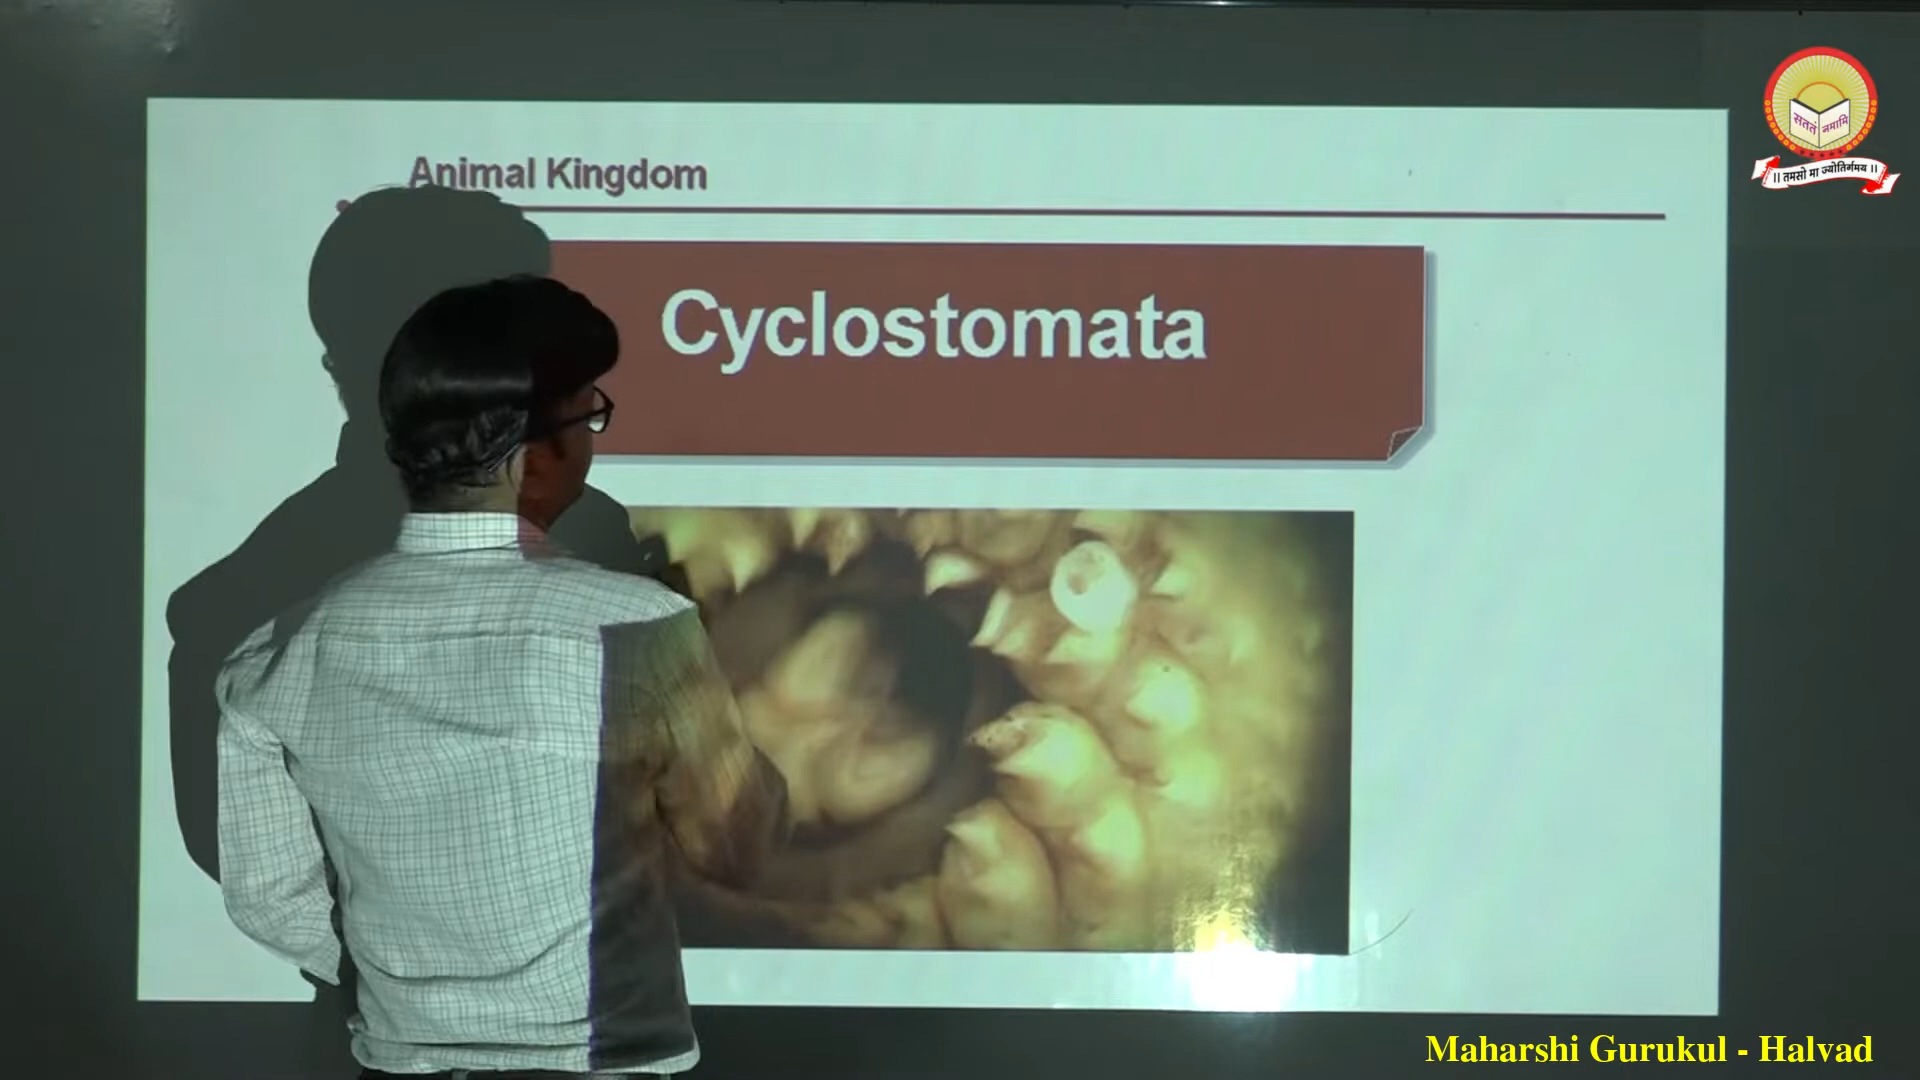 सततं नमामि
|| तमसो मा ज्योतिर्गमय ||
Animal Kingdom
Cyclostomata
Maharshi Gurukul - Halvad